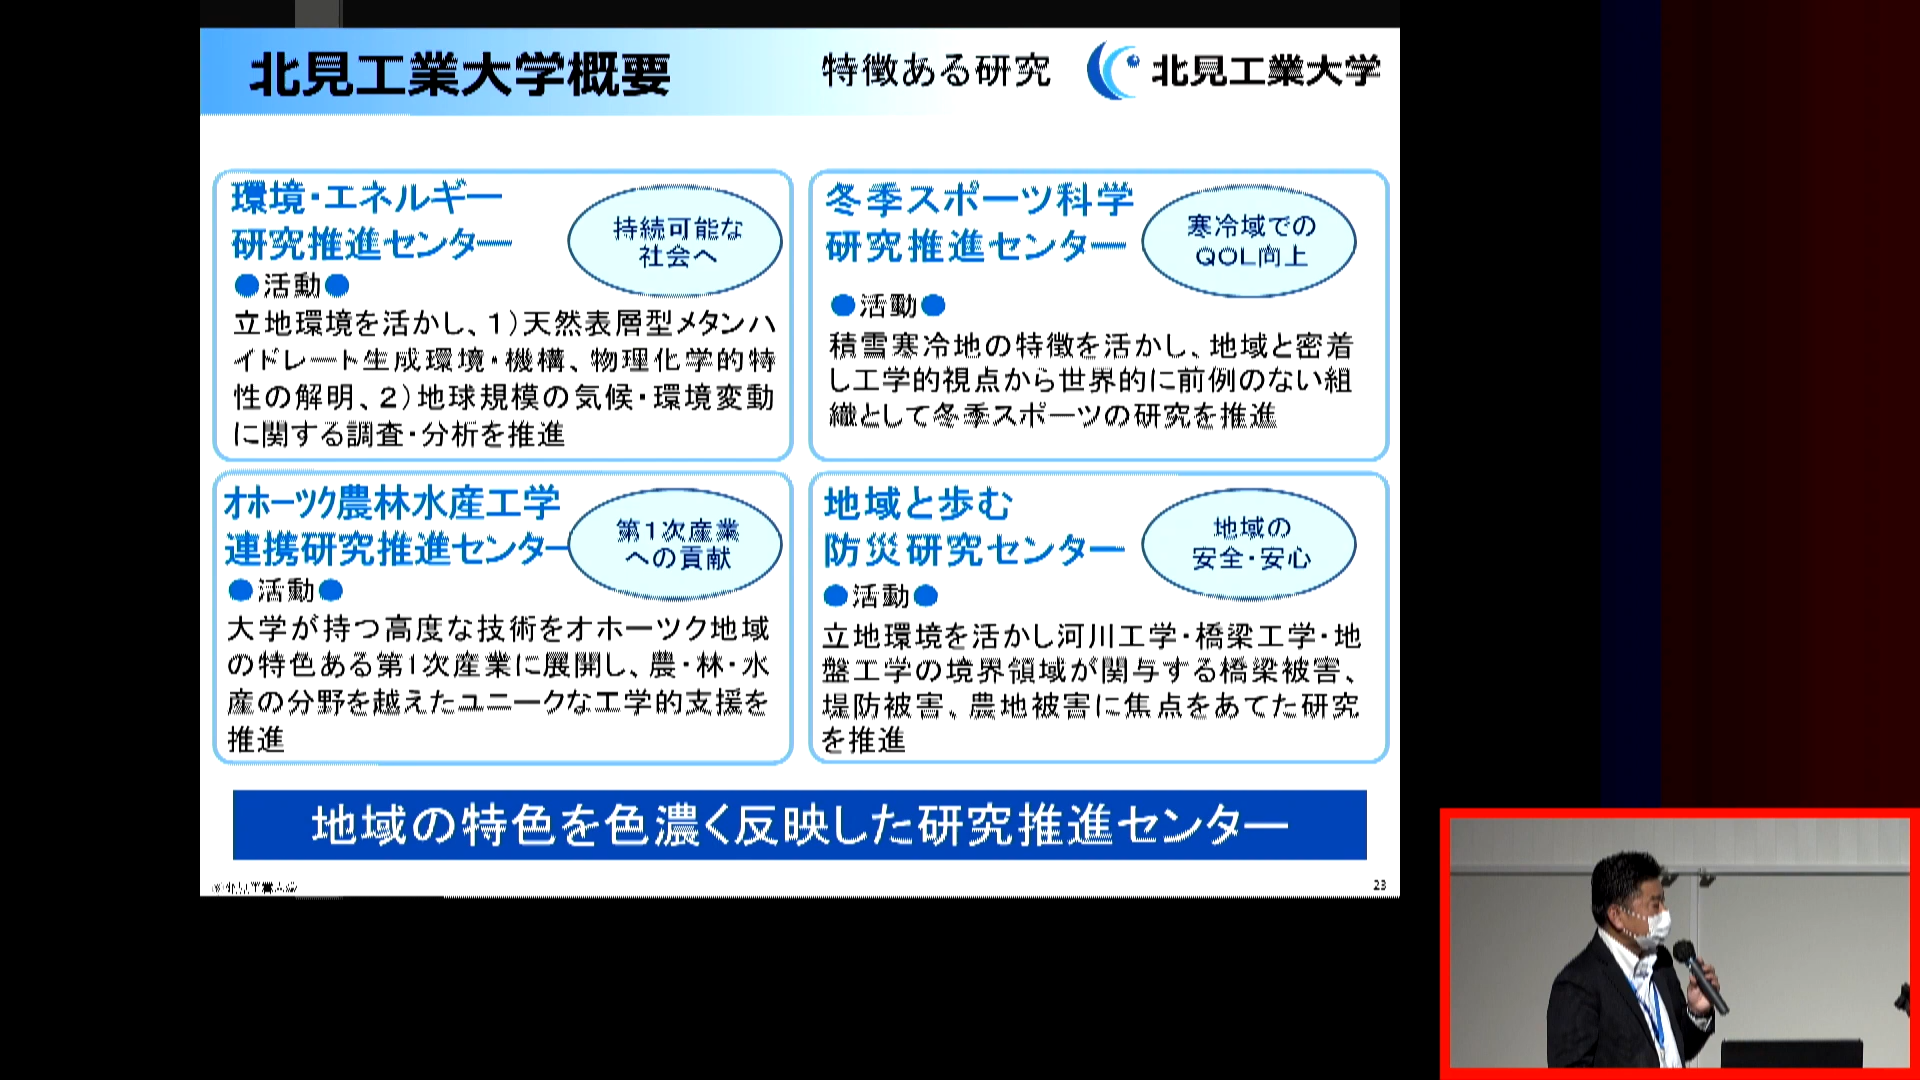 北見工業大学概要
特徴ある研究
北見工業大学
環境・エネルギー
研究推進センター
持続可能な
社会へ
●活動●
立地環境を活かし、１）天然表層型メタンハ
イドレート生成環境・機構、物理化学的特
性の解明、２）地球規模の気候・環境変動
に関する調査・分析を推進
冬季スポーツ科学
研究推進センター
寒冷域での
QOL向上
●活動●
積雪寒冷地の特徴を活かし、地域と密着
し工学的視点から世界的に前例のない組
織として冬季スポーツの研究を推進
オホーツク農林水産工学
連携研究推進センター
第１次産業
への貢献
●活動●
大学が持つ高度な技術をオホーツク地域
の特色ある第1次産業に展開し、農・林・水
産の分野を越えたユニークな工学的支援を
推進
地域と歩む
防災研究センター
地域の
安全・安心
●活動●
立地環境を活かし河川工学・橋梁工学・地
盤工学の境界領域が関与する橋梁被害、
堤防被害、農地被害に焦点をあてた研究
を推進
地域の特色を色濃く反映した研究推進センター
©北見工業大学
23